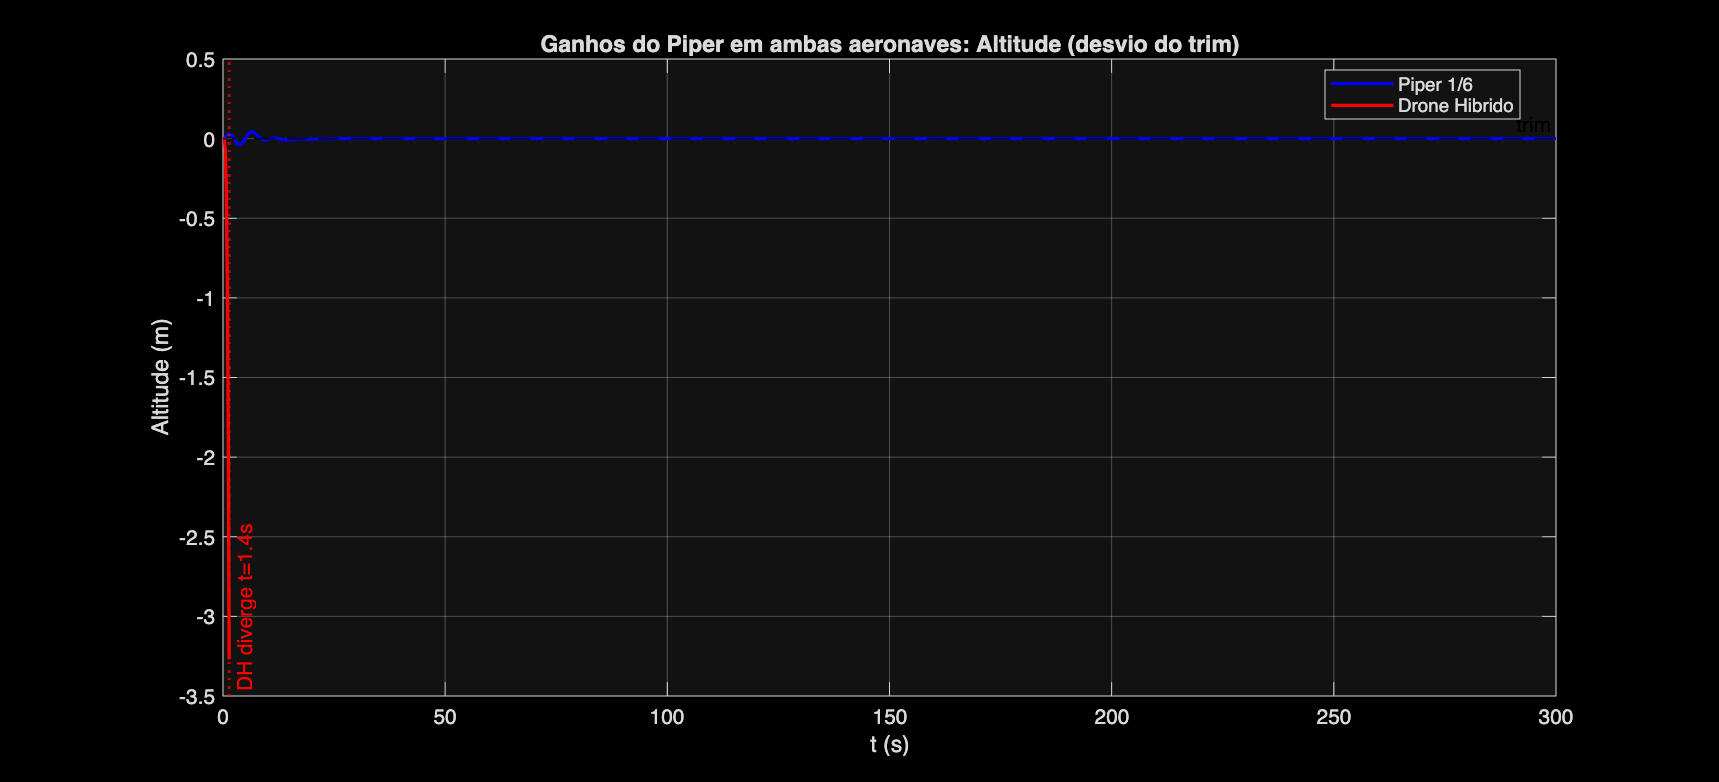 Ganhos do Piper em ambas aeronaves: Altitude (desvio do trim)
0.5
0
-0.5
-1
-1.5
-2
-2.5
-3
-3.5
Altitude (m)
Piper 1/6
Drone Hibrido
trim
DH diverge t=1.4s
0
50
100
150
200
250
300
t (s)